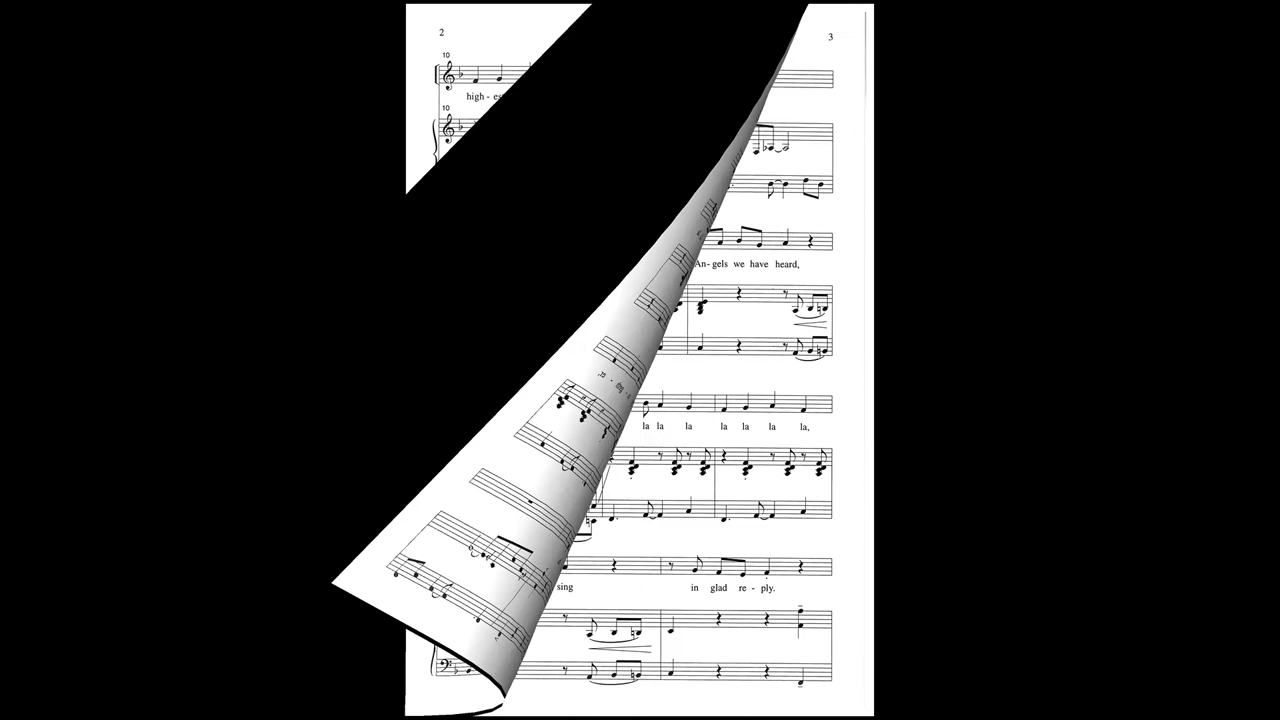 2
3
10
high - es
10
An- gels we have heard,
la la la la la la la,
sing in glad re - ply.